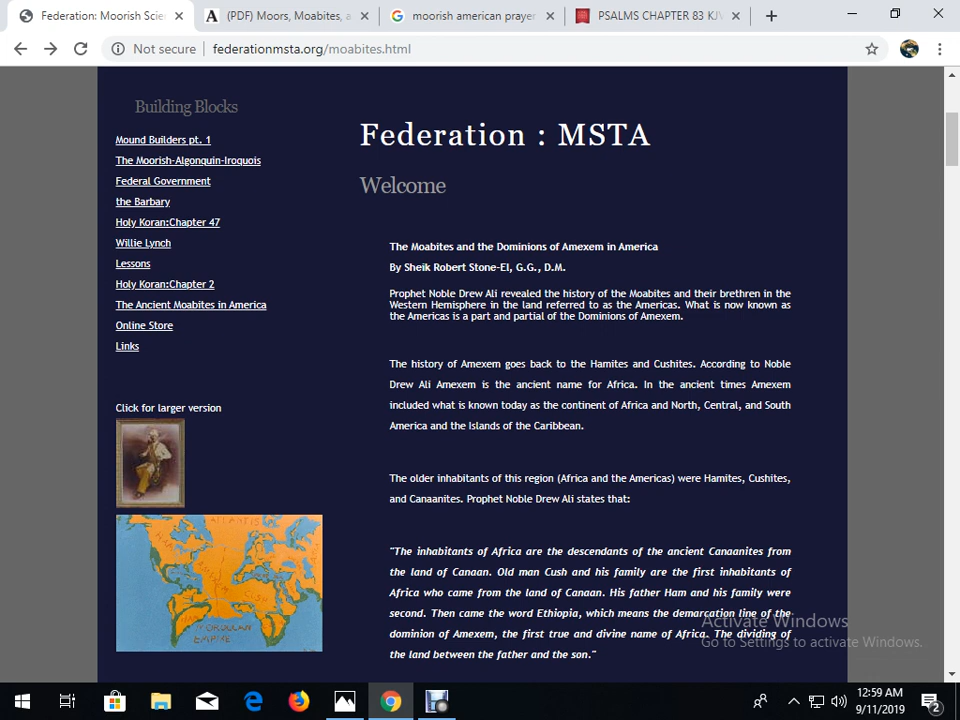 Federation: Moorish Scie
(PDF) Moors, Moabites, a
moorish american prayer
PSALMS CHAPTER 83 KJV
Not secure
federationmsta.org/moabites.html
Building Blocks
Mound Builders pt. 1
The Moorish-Algonquin-Iroquois
Federal Government
the Barbary
Holy Koran:Chapter 47
Willie Lynch
Lessons
Holy Koran:Chapter 2
The Ancient Moabites in America
Online Store
Links
Click for larger version
ATLANTIS
EMPIRE
Federation : MSTA
Welcome
The Moabites and the Dominions of Amexem in America
By Sheik Robert Stone-El, G.G., D.M.
Prophet Noble Drew Ali revealed the history of the Moabites and their brethren in the
Western Hemisphere in the land referred to as the Americas. What is now known as
the Americas is a part and partial of the Dominions of Amexem.
The history of Amexem goes back to the Hamites and Cushites. According to Noble
Drew Ali Amexem is the ancient name for Africa. In the ancient times Amexem
included what is known today as the continent of Africa and North, Central, and South
America and the Islands of the Caribbean.
The older inhabitants of this region (Africa and the Americas) were Hamites, Cushites,
and Canaanites. Prophet Noble Drew Ali states that:
"The inhabitants of Africa are the descendants of the ancient Canaanites from
the land of Canaan. Old man Cush and his family are the first inhabitants of
Africa who came from the land of Canaan. His father Ham and his family were
second. Then came the word Ethiopia, which means the demarcation line of the
dominion of Amexem, the first true and divine name of Africa. The dividing of
the land between the father and the son."
Activate Windows
Go to Settings to activate Windows.
12:59 AM
9/11/2019
2